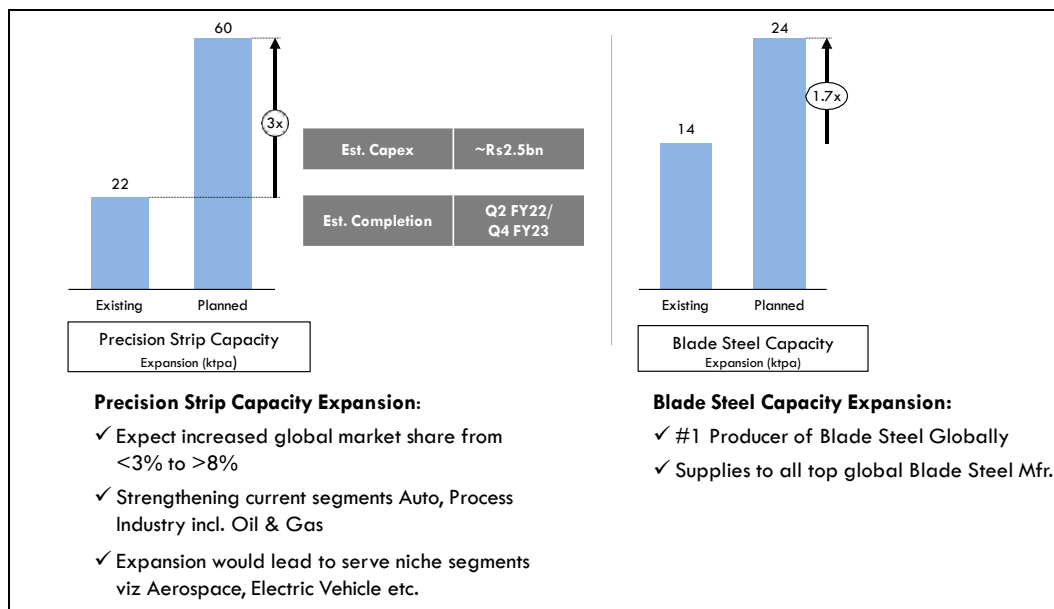 60
3x
22
Existing
Planned
Precision Strip Capacity
Expansion (ktpa)
Est. Capex
~Rs2.5bn
Est. Completion
Q2 FY22/
Q4 FY23
24
1.7x
14
Existing
Planned
Blade Steel Capacity
Expansion (ktpa)
Precision Strip Capacity Expansion:
✓ Expect increased global market share from
<3% to >8%
✓ Strengthening current segments Auto, Process
Industry incl. Oil & Gas
✓ Expansion would lead to serve niche segments
viz Aerospace, Electric Vehicle etc.
Blade Steel Capacity Expansion:
✓ #1 Producer of Blade Steel Globally
✓ Supplies to all top global Blade Steel Mfr.